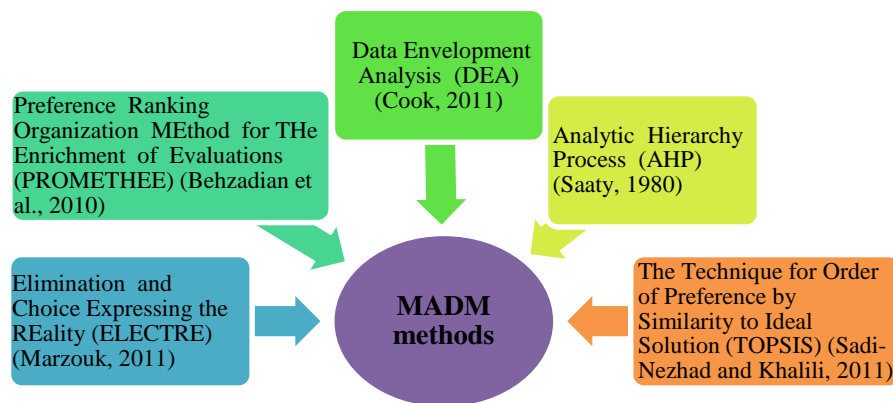 Data Envelopment
Analysis (DEA)
(Cook, 2011)
Preference Ranking
Organization MEthod for THe
Enrichment of Evaluations
(PROMETHEE) (Behzadian et
al., 2010)
Analytic Hierarchy
Process (AHP)
(Saaty, 1980)
Elimination and
Choice Expressing the
REality (ELECTRE)
(Marzouk, 2011)
MADM
methods
The Technique for Order
of Preference by
Similarity to Ideal
Solution (TOPSIS) (Sadi-
Nezhad and Khalili, 2011)